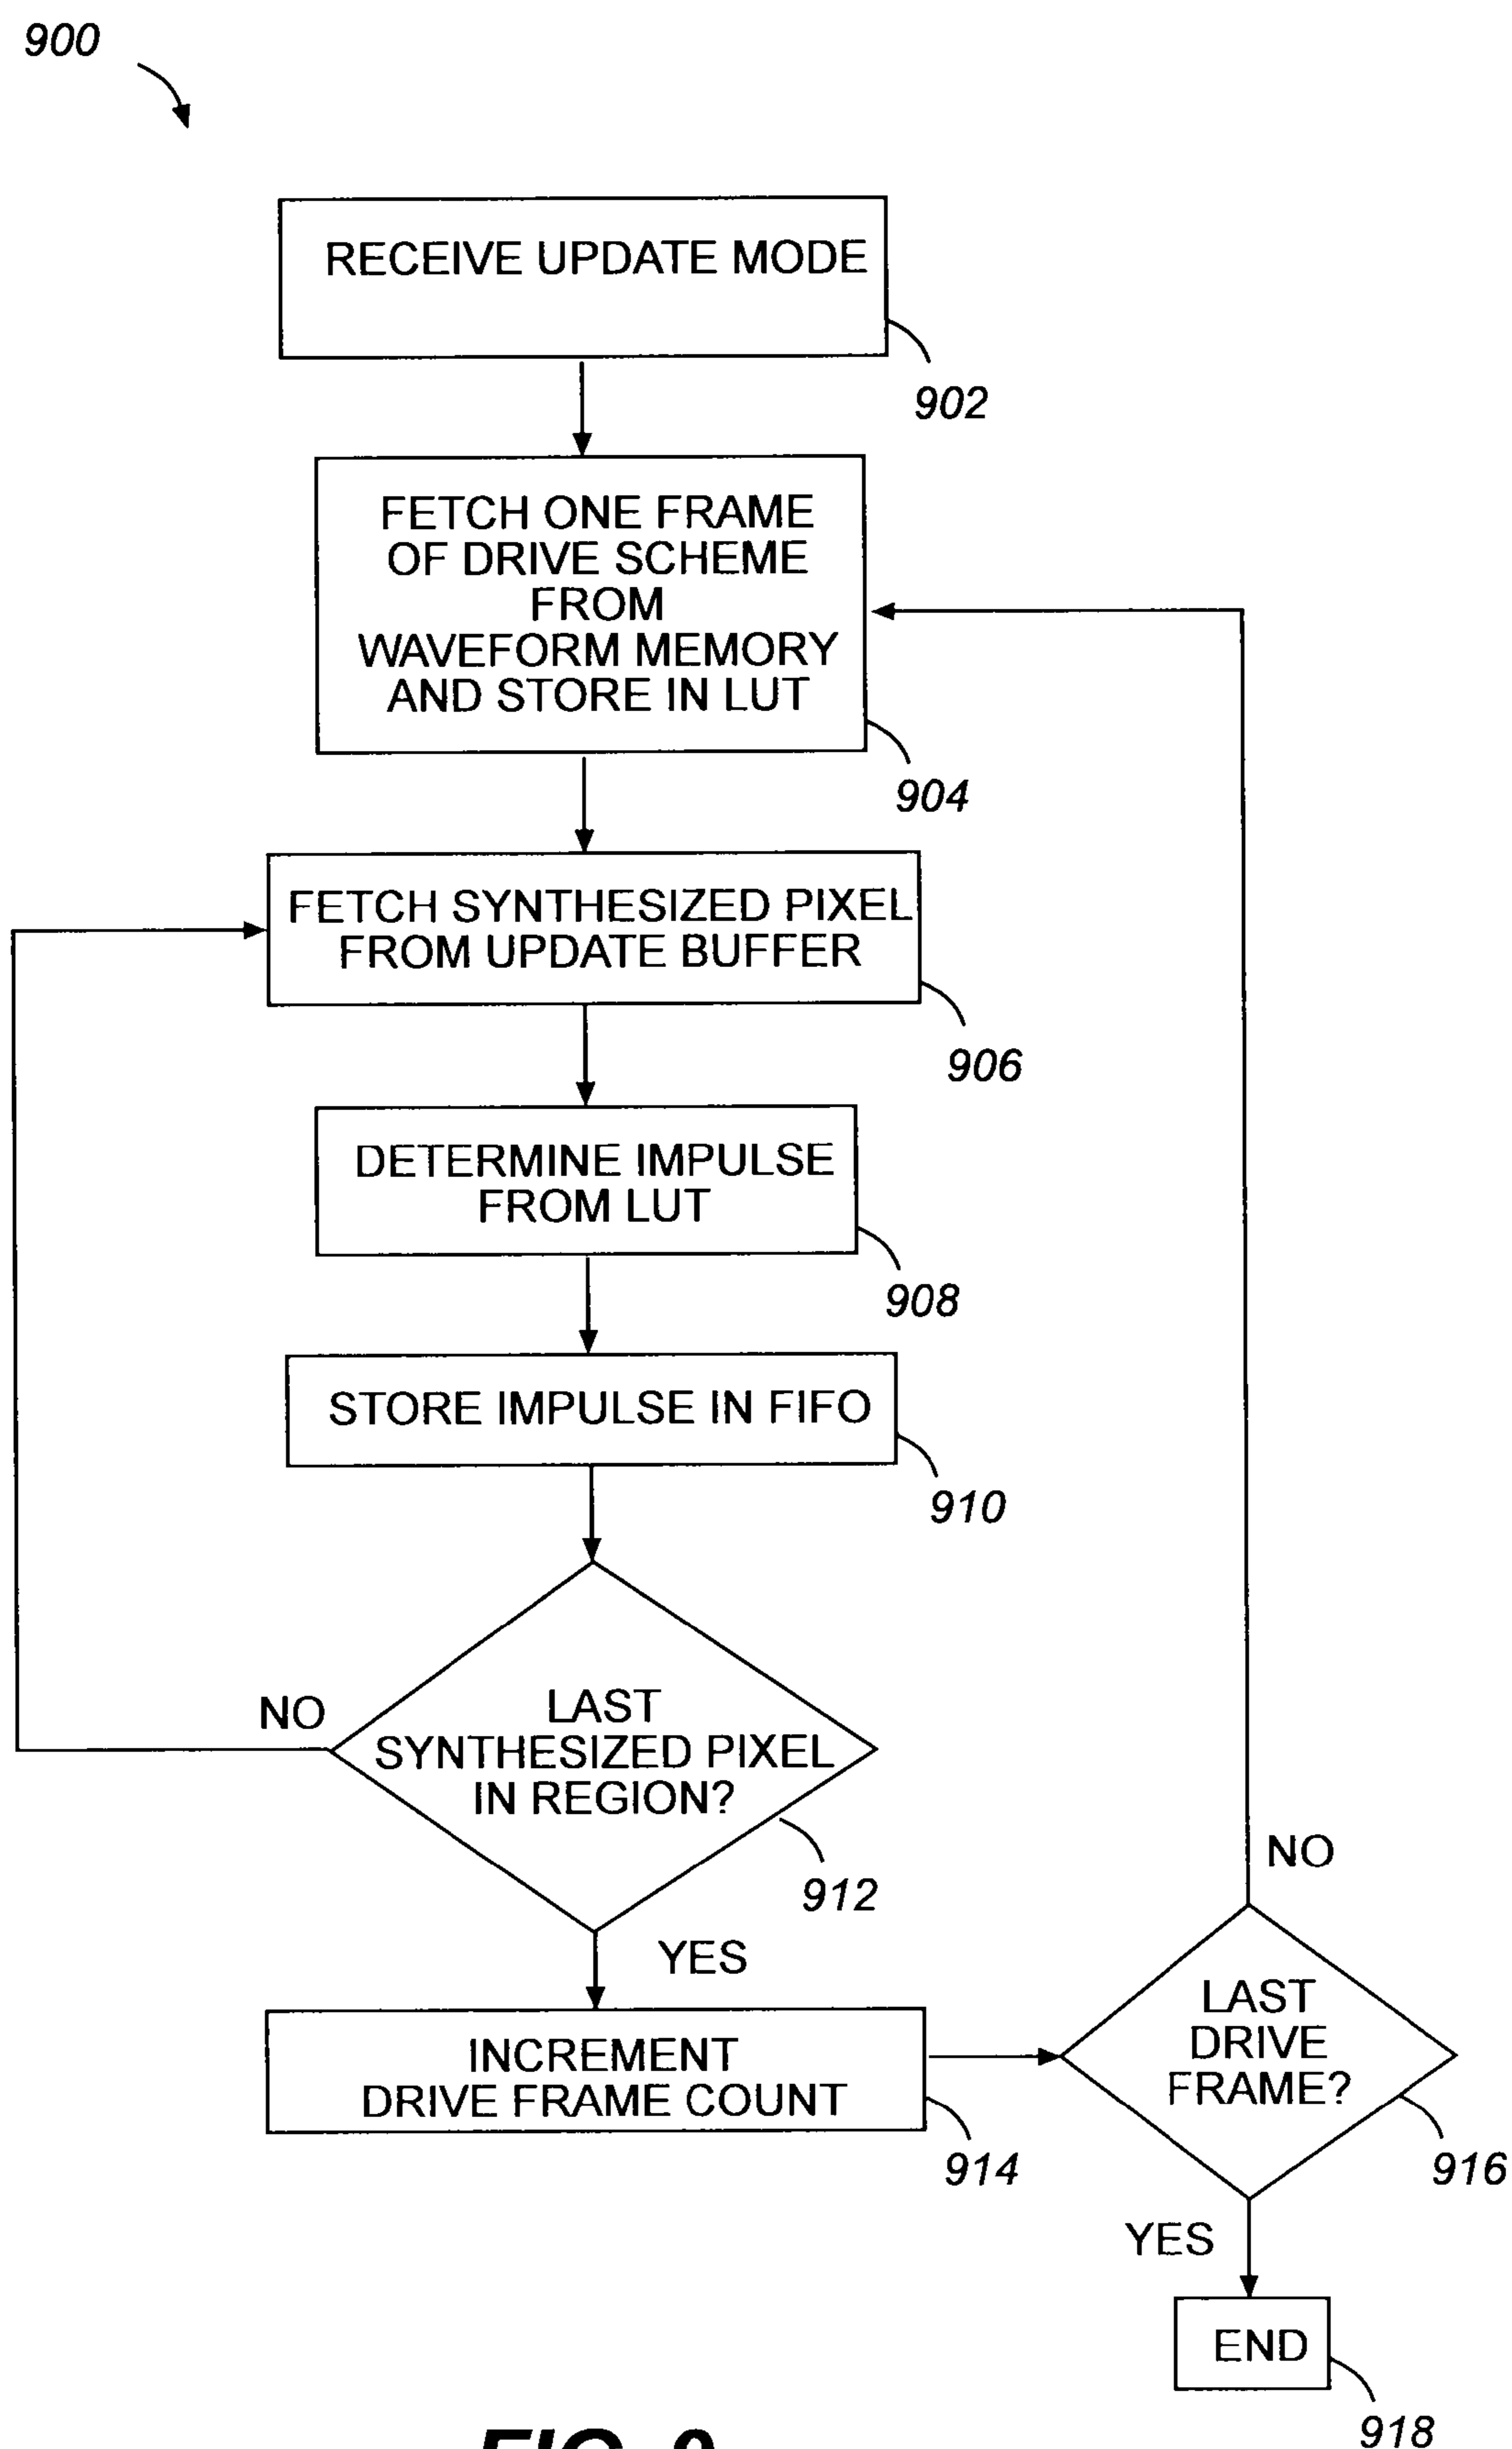 900
RECEIVE UPDATE MODE
902
FETCH ONE FRAME
OF DRIVE SCHEME
FROM
WAVEFORM MEMORY
AND STORE IN LUT
904
FETCH SYNTHESIZED PIXEL
FROM UPDATE BUFFER
906
DETERMINE IMPULSE
FROM LUT
908
STORE IMPULSE IN FIFO
910
NO
LAST
SYNTHESIZED PIXEL
IN REGION?
912
YES
INCREMENT
DRIVE FRAME COUNT
914
NO
LAST
DRIVE
FRAME?
916
YES
END
918
FIG.